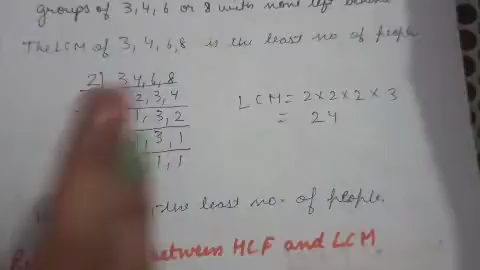 groups of 3, 4, 6 or 8 with none left behind
The LCM of 3, 4, 6, 8 is the least no of people
2) 3, 4, 6, 8
2, 3, 4
1, 3, 2
, 3, 1
1, 1
LCM = 2 × 2 × 2 × 3
= 24
the least no. of people.
between HCF and LCM